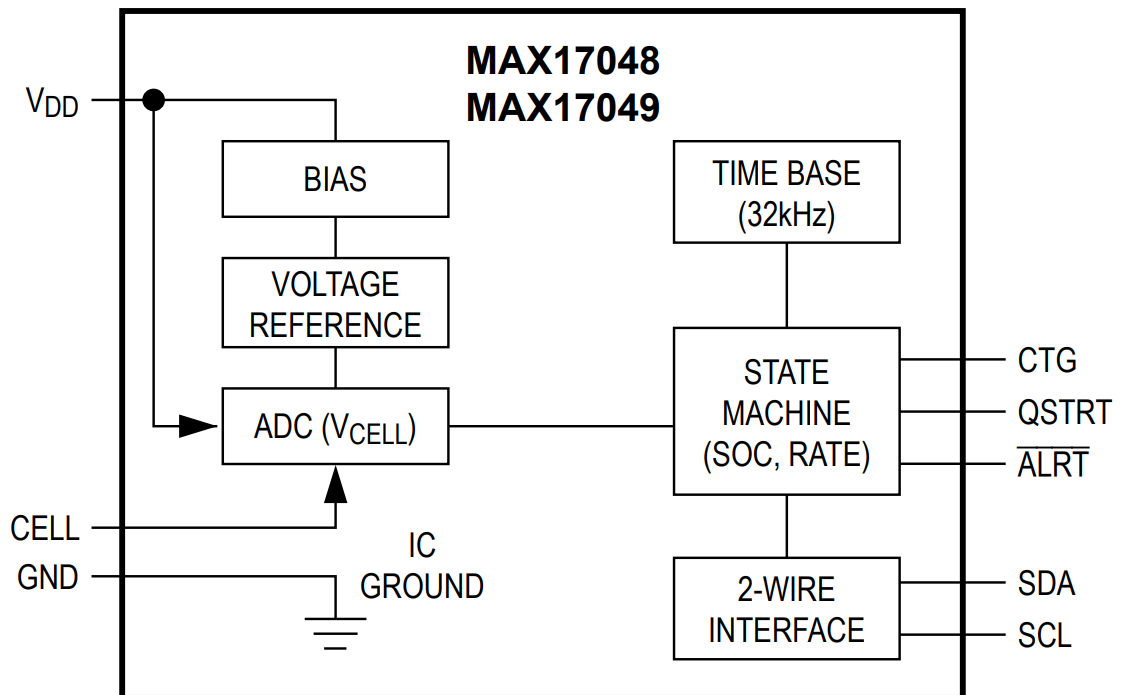 MAX17048
MAX17049
VDD
BIAS
TIME BASE
(32kHz)
VOLTAGE
REFERENCE
ADC (VCELL)
STATE
MACHINE
(SOC, RATE)
CTG
QSTRT
ALRT
CELL
GND
IC
GROUND
2-WIRE
INTERFACE
SDA
SCL